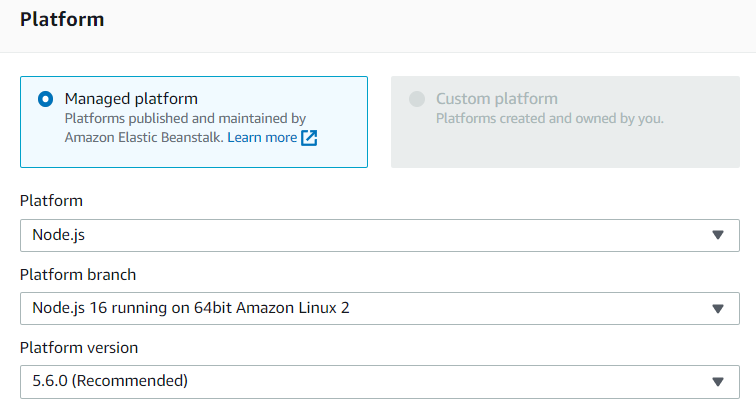 Platform
Managed platform
Platforms published and maintained by
Amazon Elastic Beanstalk. Learn more
Custom platform
Platforms created and owned by you.
Platform
Node.js
Platform branch
Node.js 16 running on 64bit Amazon Linux 2
Platform version
5.6.0 (Recommended)